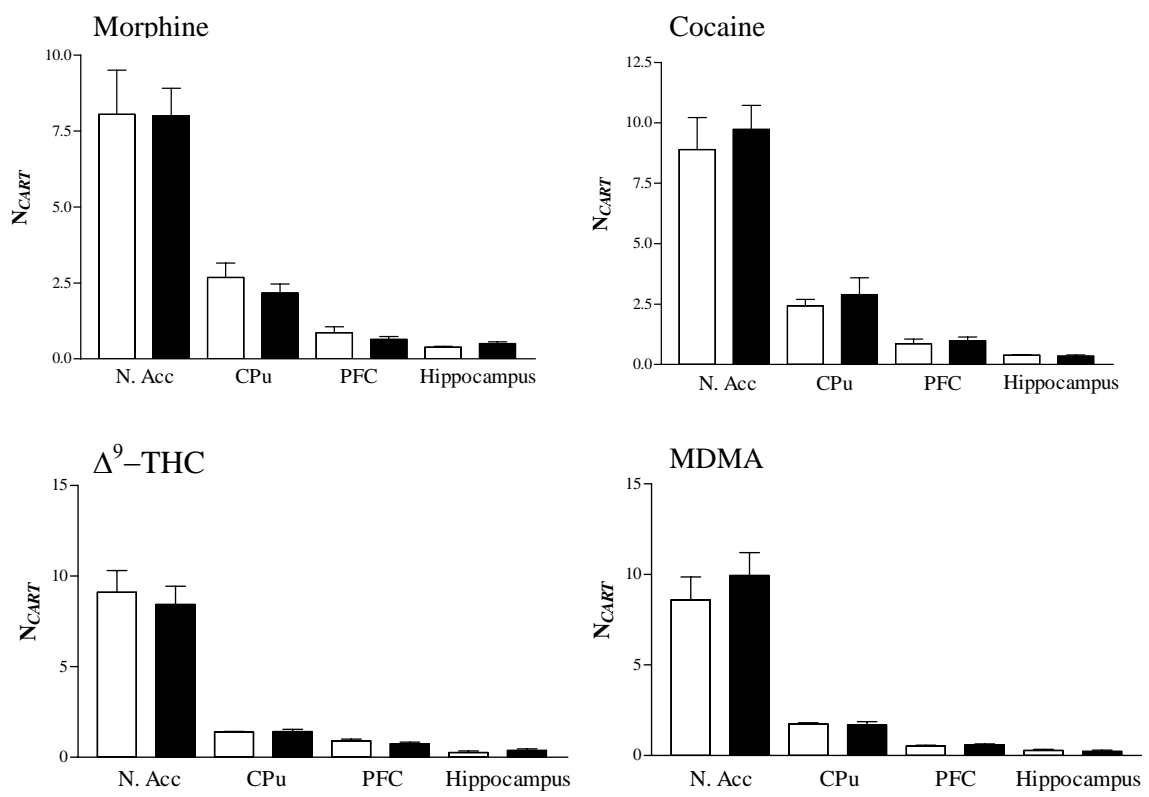 Morphine
10.0
7.5
5.0
2.5
0.0
N_CART
N. Acc CPu PFC Hippocampus
Cocaine
12.5
10.0
7.5
5.0
2.5
0.0
N_CART
N. Acc CPu PFC Hippocampus
Δ⁹–THC
15
10
5
0
N_CART
N. Acc CPu PFC Hippocampus
MDMA
15
10
5
0
N_CART
N. Acc CPu PFC Hippocampus